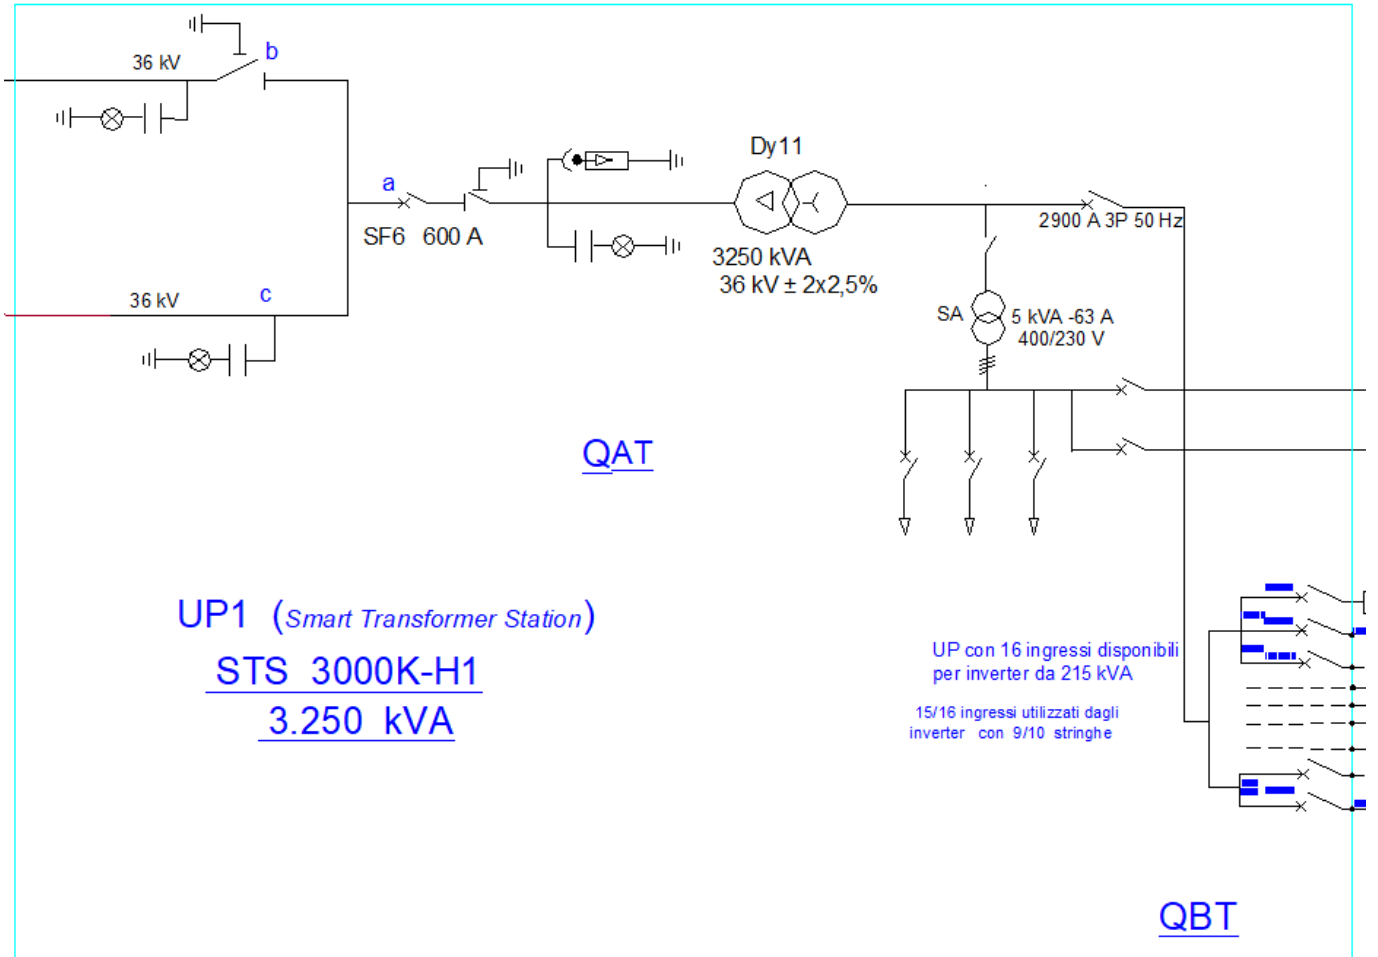 b
36 kV
Dy11
a
SF6 600 A
2900 A 3P 50 Hz
3250 kVA
36 kV ± 2x2,5%
c
36 kV
SA
5 kVA -63 A
400/230 V
QAT
UP1 (Smart Transformer Station)
STS 3000K-H1
3.250 kVA
UP con 16 ingressi disponibili
per inverter da 215 kVA
15/16 ingressi utilizzati dagli
inverter con 9/10 stringhe
QBT